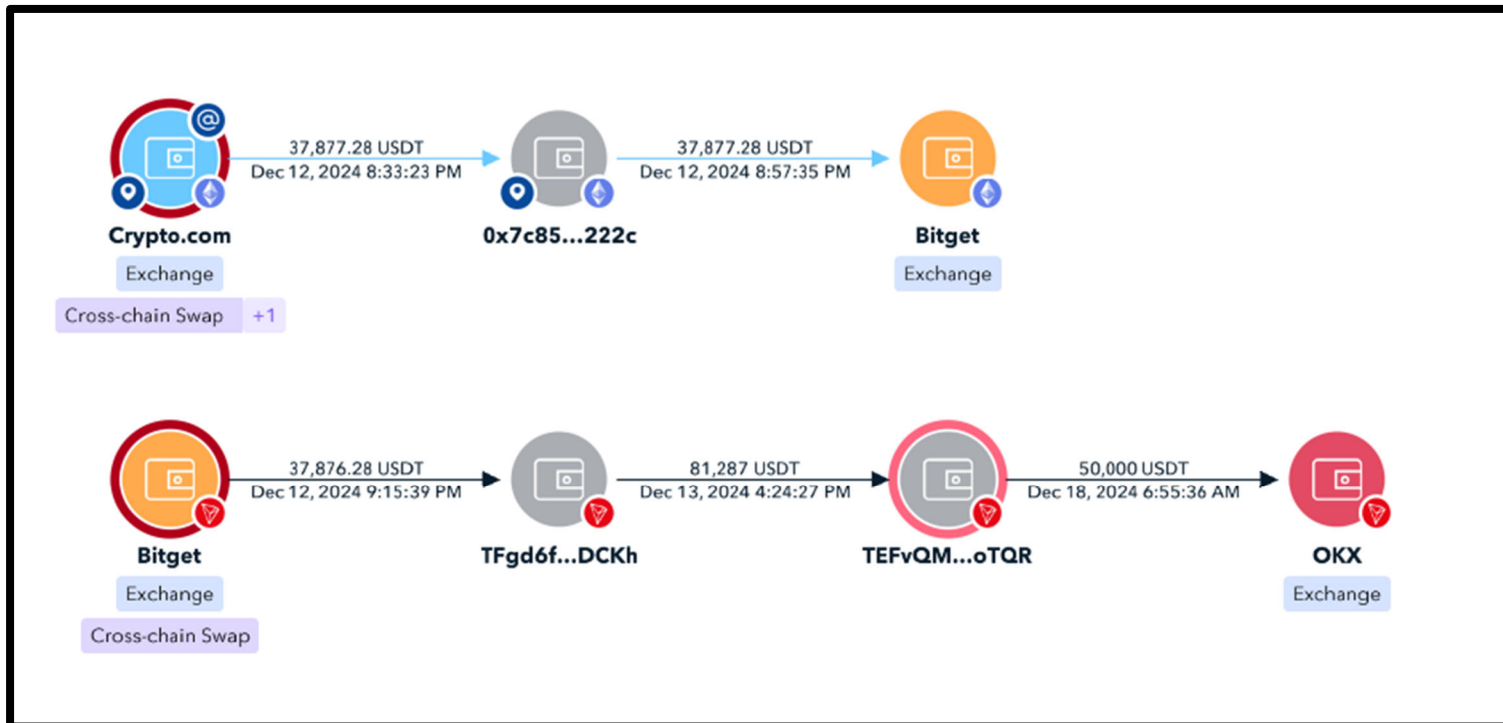 37,877.28 USDT
Dec 12, 2024 8:33:23 PM
37,877.28 USDT
Dec 12, 2024 8:57:35 PM
@
Crypto.com
0x7c85...222c
Bitget
Exchange
Exchange
Cross-chain Swap +1
37,876.28 USDT
Dec 12, 2024 9:15:39 PM
81,287 USDT
Dec 13, 2024 4:24:27 PM
50,000 USDT
Dec 18, 2024 6:55:36 AM
Bitget
TFgd6f...DCKh
TEFvQM...oTQR
OKX
Exchange
Exchange
Cross-chain Swap